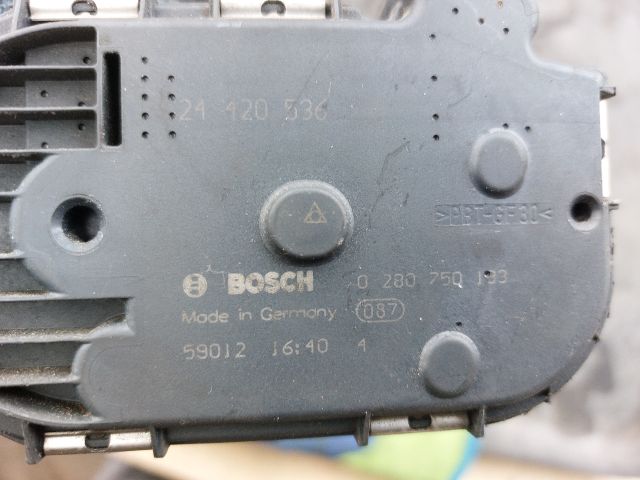 24 420 536
>PBT-GF30<
BOSCH 0 280 750 133
Made in Germany 087
59012 16:40 4